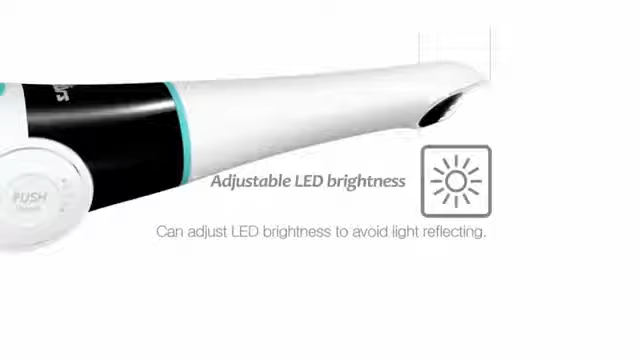 PUSH
Adjustable LED brightness
Can adjust LED brightness to avoid light reflecting.